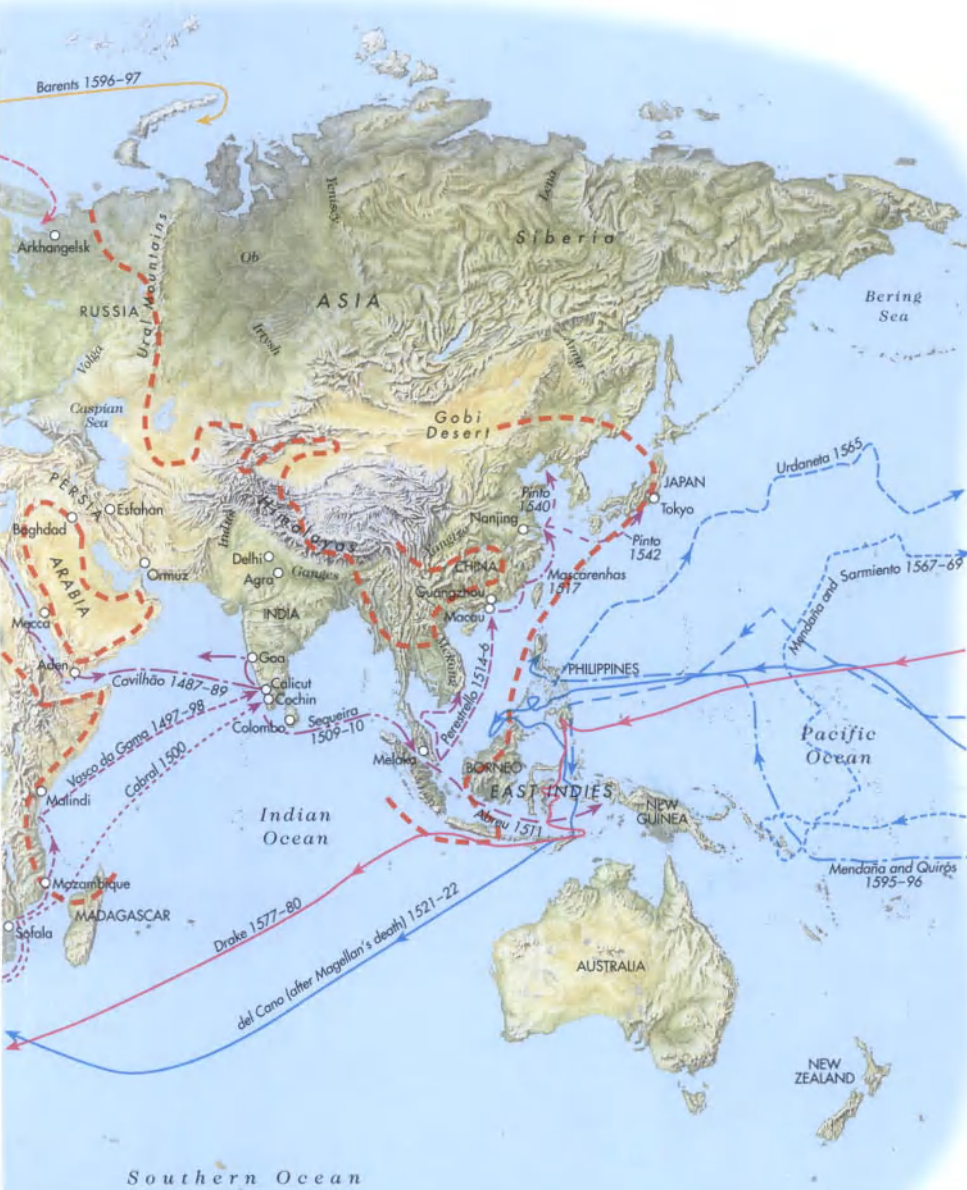 Barents 1596–97
Arkhangelsk
Ural Mountains
RUSSIA
Ob
Yenisey
Lena
Siberia
ASIA
Irtysh
Volga
Amur
Bering
Sea
Caspian
Sea
Gobi
Desert
PERSIA
Esfahan
Baghdad
ARABIA
Ormuz
Mecca
Aden
Indus
Himalayas
Delhi
Agra
Ganges
INDIA
Yangtze
CHINA
Nanjing
Pinto
1540
JAPAN
Tokyo
Pinto
1542
Urdaneta 1565
Guangzhou
Macau
Mascarenhas
1517
Mekong
Mendaña and Sarmiento 1567–69
Goa
Calicut
Cochin
Colombo
Cavilhão 1487–89
Vasco da Gama 1497–98
Cabral 1500
Sequeira
1509–10
Perestrello 1514–6
PHILIPPINES
Melaka
BORNEO
EAST INDIES
Abreu 1511
NEW
GUINEA
Pacific
Ocean
Malindi
Indian
Ocean
Mozambique
MADAGASCAR
Sofala
Mendaña and Quirós
1595–96
Drake 1577–80
del Cano (after Magellan's death) 1521–22
AUSTRALIA
NEW
ZEALAND
Southern Ocean